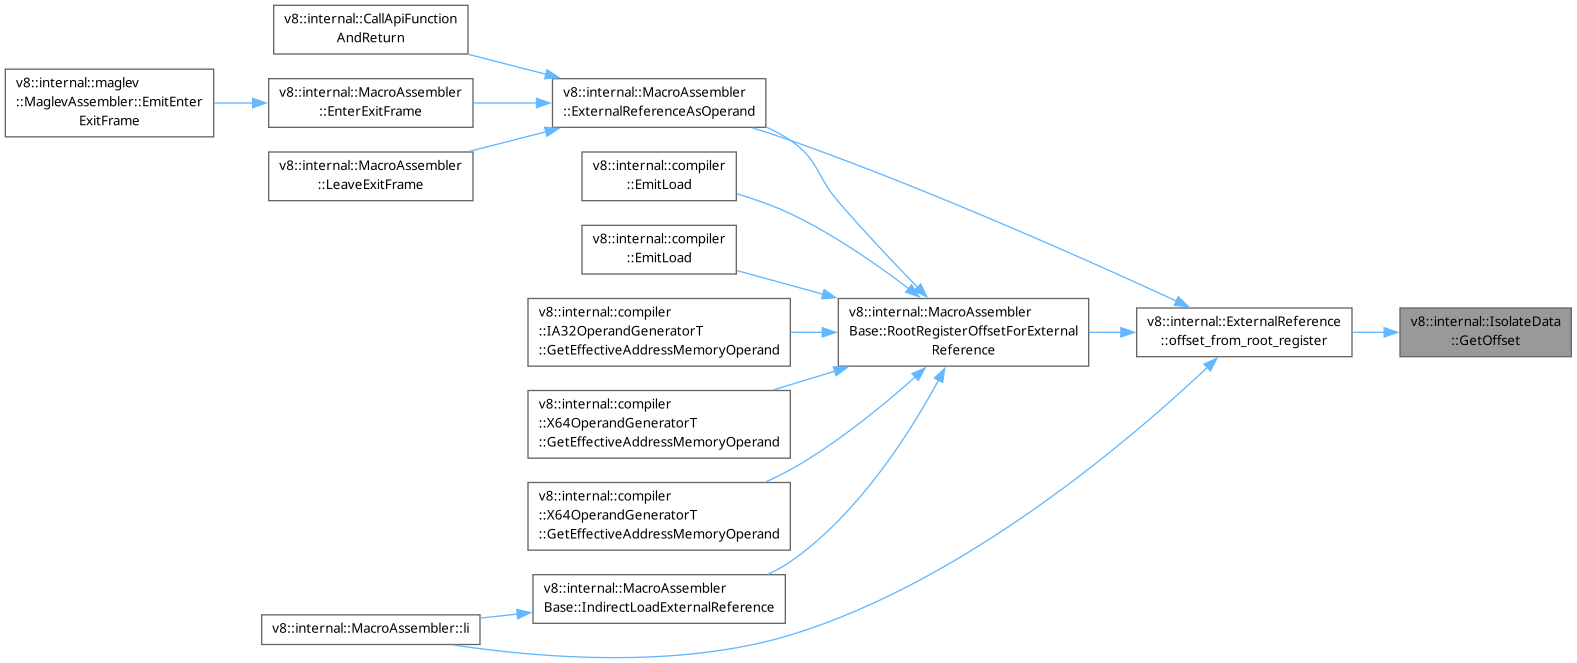 v8::internal::CallApiFunction
AndReturn
v8::internal::maglev
::MaglevAssembler::EmitEnter
ExitFrame
v8::internal::MacroAssembler
::EnterExitFrame
v8::internal::MacroAssembler
::ExternalReferenceAsOperand
v8::internal::MacroAssembler
::LeaveExitFrame
v8::internal::compiler
::EmitLoad
v8::internal::compiler
::EmitLoad
v8::internal::compiler
::IA32OperandGeneratorT
::GetEffectiveAddressMemoryOperand
v8::internal::MacroAssembler
Base::RootRegisterOffsetForExternal
Reference
v8::internal::ExternalReference
::offset_from_root_register
v8::internal::IsolateData
::GetOffset
v8::internal::compiler
::X64OperandGeneratorT
::GetEffectiveAddressMemoryOperand
v8::internal::compiler
::X64OperandGeneratorT
::GetEffectiveAddressMemoryOperand
v8::internal::MacroAssembler
Base::IndirectLoadExternalReference
v8::internal::MacroAssembler::li